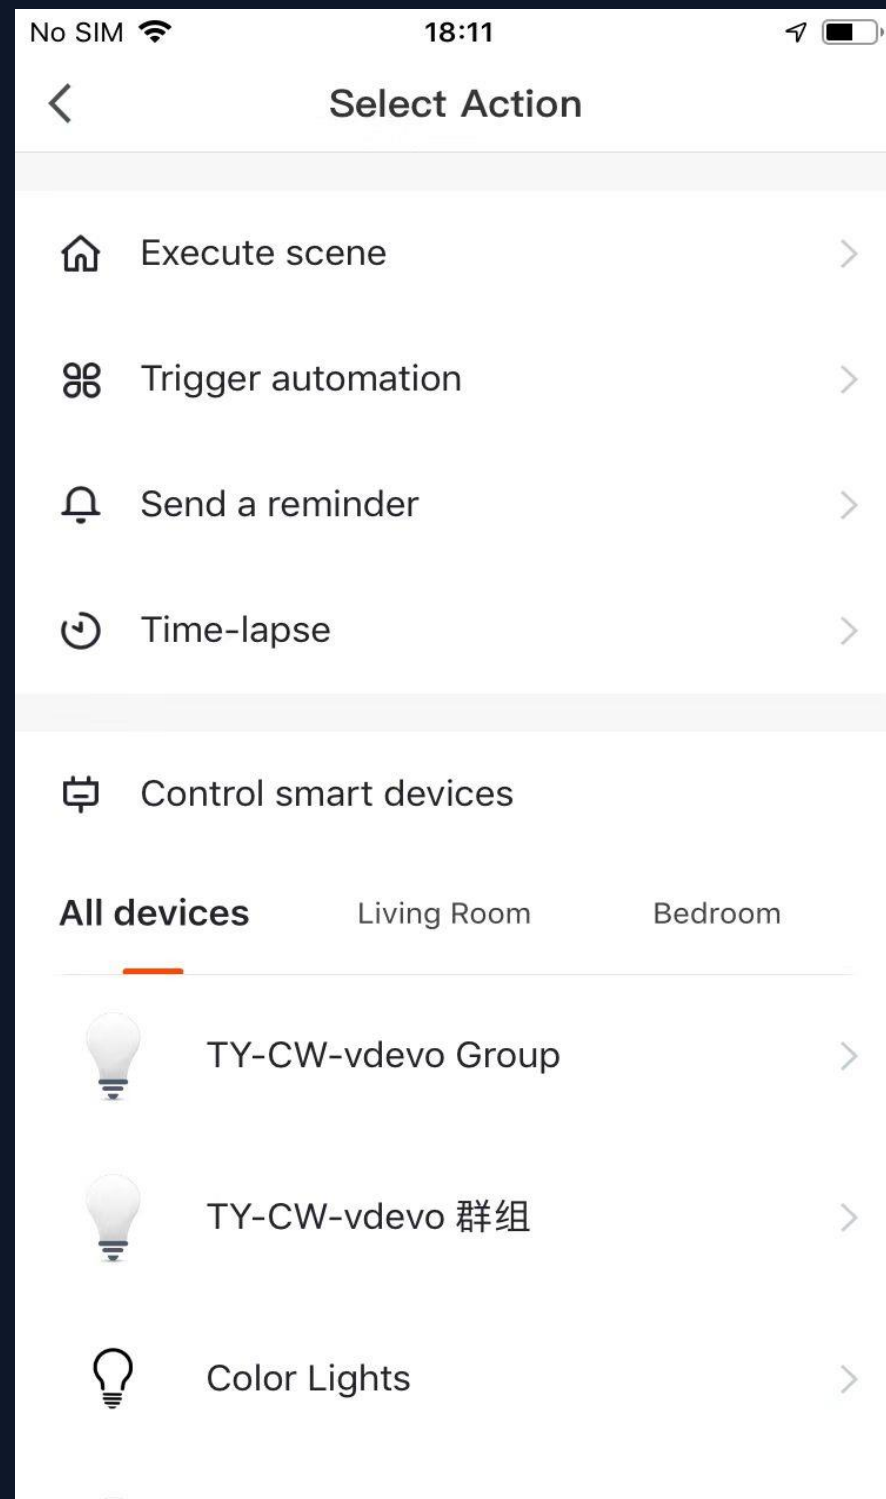 No SIM 18:11
Select Action
Execute scene
Trigger automation
Send a reminder
Time-lapse
Control smart devices
All devices Living Room Bedroom
TY-CW-vdevo Group
TY-CW-vdevo 群组
Color Lights